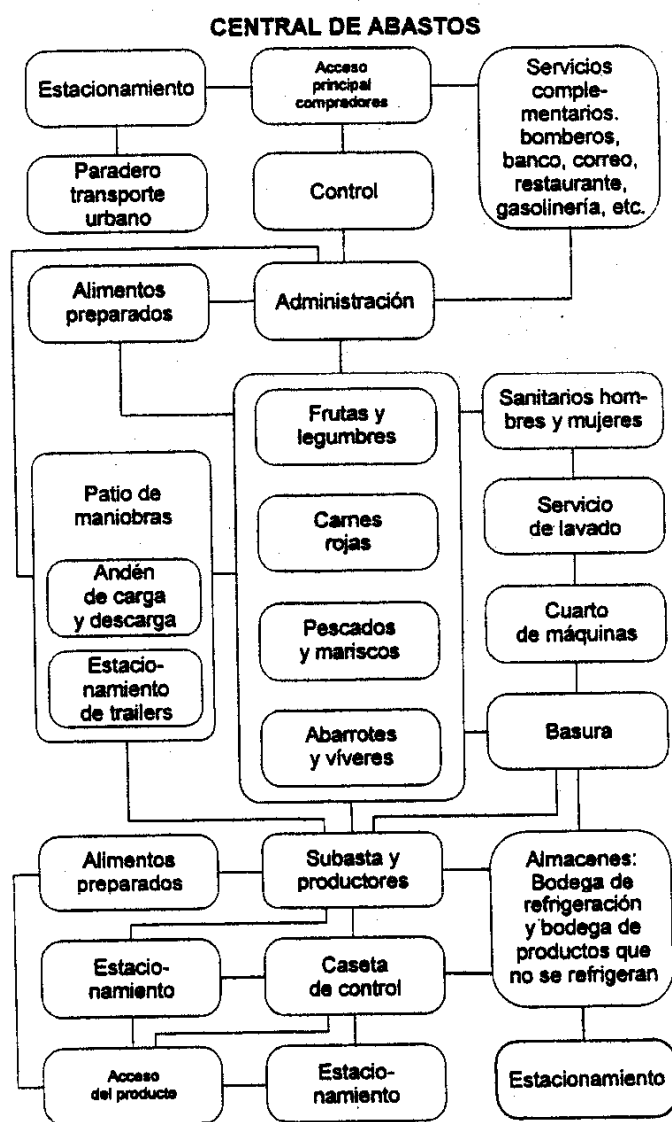 CENTRAL DE ABASTOS
Estacionamiento
Acceso
principal
compradores
Servicios
comple-
mentarios.
bomberos,
banco, correo,
restaurante,
gasolinería, etc.
Paradero
transporte
urbano
Control
Alimentos
preparados
Administración
Frutas y
legumbres
Sanitarios hom-
bres y mujeres
Patio de
maniobras
Carnes
rojas
Servicio
de lavado
Andén
de carga
y descarga
Pescados
y mariscos
Cuarto
de máquinas
Estacio-
namiento
de trailers
Abarrotes
y víveres
Basura
Alimentos
preparados
Subasta y
productores
Almacenes:
Bodega de
refrigeración
y bodega de
productos que
no se refrigeran
Estacio-
namiento
Caseta
de control
Acceso
del producte
Estacio-
namiento
Estacionamiento